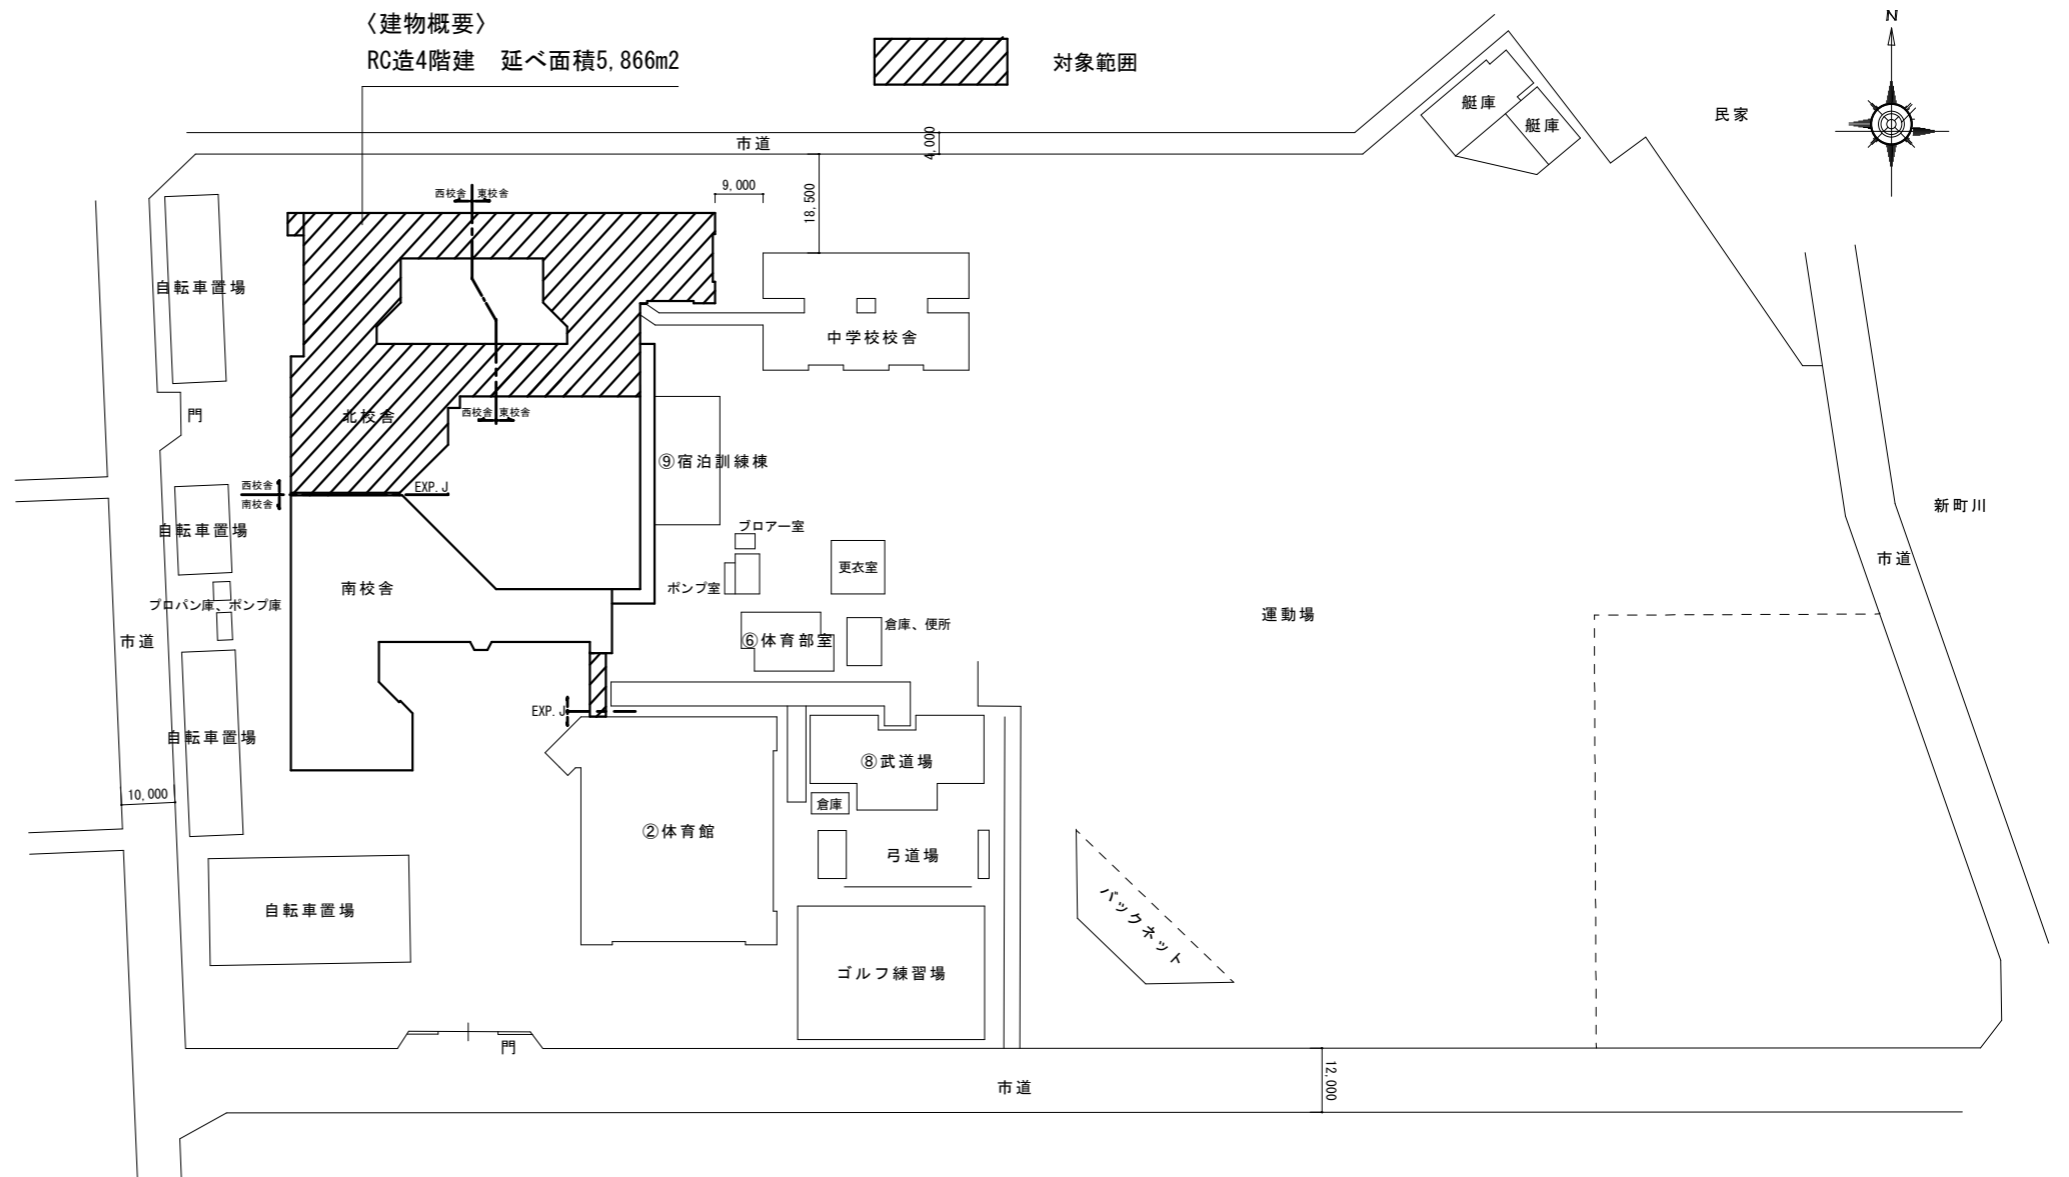 〈建物概要〉
RC造4階建　延べ面積5,866m2
対象範囲
N
民家
艇庫
艇庫
市道
4,000
9,000
18,500
西校舎
東校舎
自転車置場
中学校校舎
門
北校舎
西校舎
東校舎
⑨宿泊訓練棟
西校舎
南校舎
EXP.J
新町川
自転車置場
ブロアー室
市道
ポンプ室
更衣室
南校舎
プロパン庫、ポンプ庫
運動場
倉庫、便所
⑥体育部室
市道
EXP.J
自転車置場
⑧武道場
10,000
倉庫
②体育館
弓道場
自転車置場
バックネット
ゴルフ練習場
門
市道
12,000